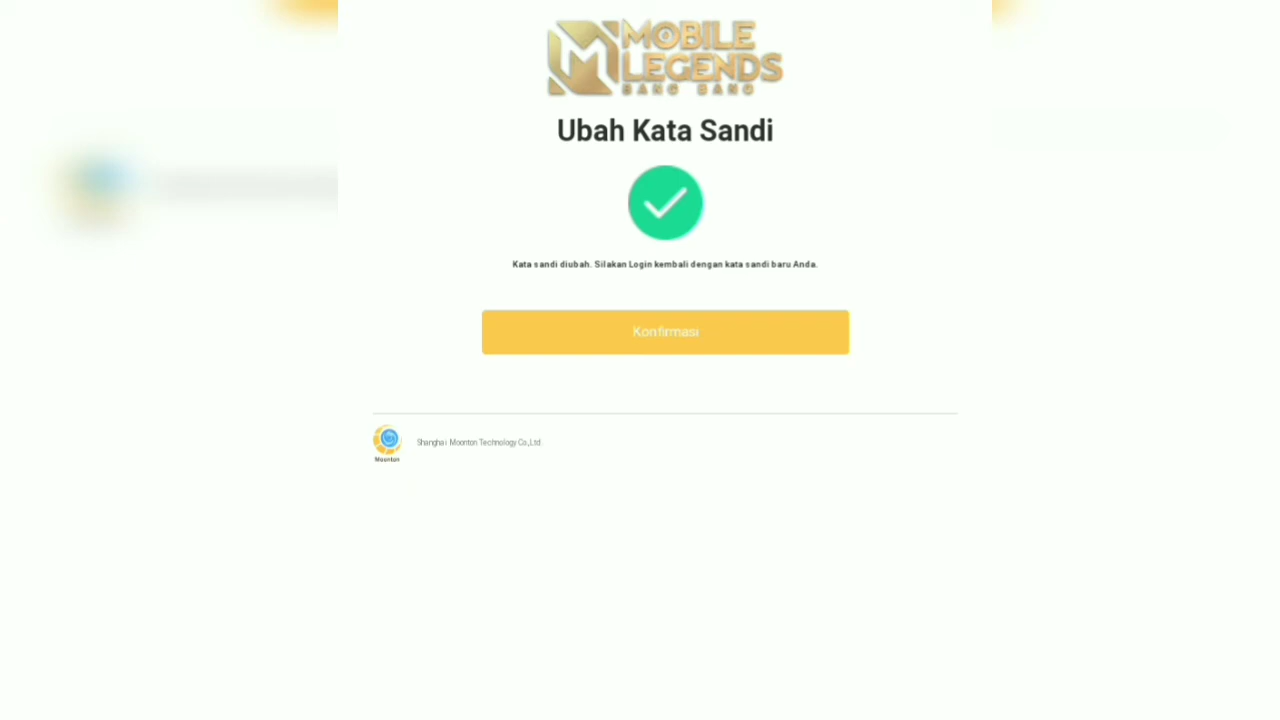 MOBILE
LEGENDS
BANG BANG
Ubah Kata Sandi
Kata sandi diubah. Silakan Login kembali dengan kata sandi baru Anda.
Konfirmasi
Shanghai Moonton Technology Co.,Ltd
Moonton